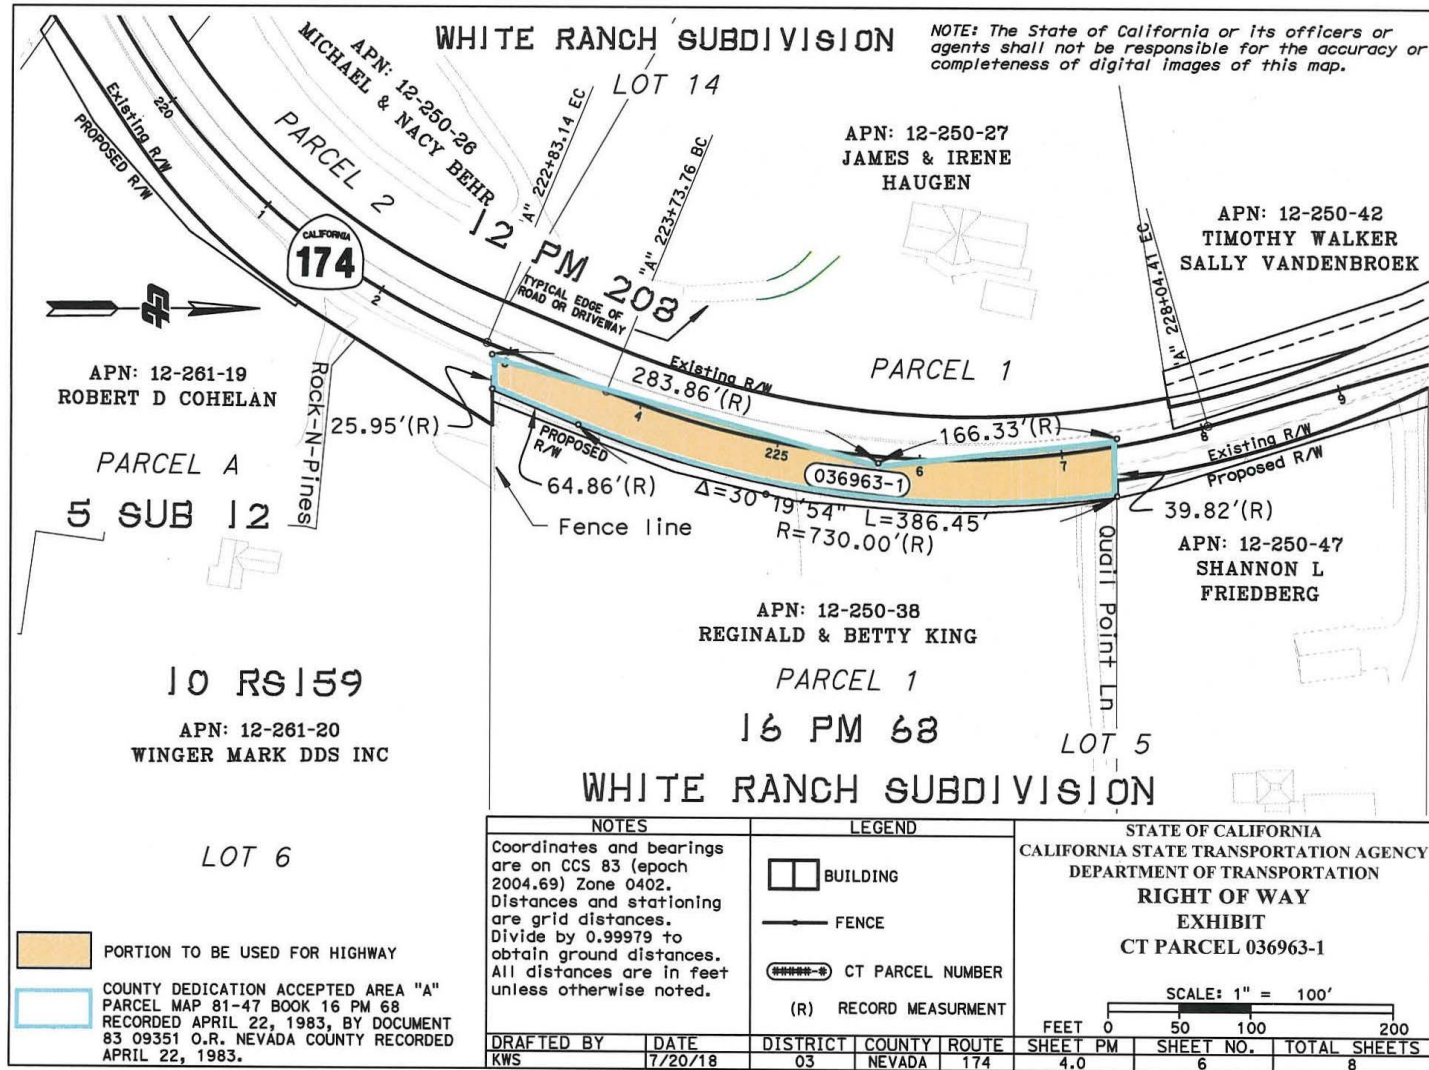 WHITE RANCH SUBDIVISION
NOTE: The State of California or its officers or
agents shall not be responsible for the accuracy or
completeness of digital images of this map.
LOT 14
APN: 12-250-26
MICHAEL & NACY BEHR
PARCEL 2
12 PM 208
"A" 222+83.14 EC
"A" 223+73.76 BC
TYPICAL EDGE OF
ROAD OR DRIVEWAY
Existing R/W
PROPOSED R/W
220
1
2
CALIFORNIA
174
APN: 12-250-27
JAMES & IRENE
HAUGEN
APN: 12-250-42
TIMOTHY WALKER
SALLY VANDENBROEK
"A" 228+04.41 EC
PARCEL 1
Existing R/W
283.86'(R)
166.33'(R)
25.95'(R)
64.86'(R)
PROPOSED
R/W
4
225
6
7
8
9
036963-1
Δ=30°19'54" L=386.45'
R=730.00'(R)
Existing R/W
Proposed R/W
39.82'(R)
APN: 12-261-19
ROBERT D COHELAN
PARCEL A
5 SUB 12
Rock-N-Pines
Fence line
APN: 12-250-47
SHANNON L
FRIEDBERG
Quail Point Ln
APN: 12-250-38
REGINALD & BETTY KING
PARCEL 1
16 PM 68
LOT 5
WHITE RANCH SUBDIVISION
10 RS159
APN: 12-261-20
WINGER MARK DDS INC
LOT 6
PORTION TO BE USED FOR HIGHWAY
COUNTY DEDICATION ACCEPTED AREA "A"
PARCEL MAP 81-47 BOOK 16 PM 68
RECORDED APRIL 22, 1983, BY DOCUMENT
83 09351 O.R. NEVADA COUNTY RECORDED
APRIL 22, 1983.
NOTES
Coordinates and bearings
are on CCS 83 (epoch
2004.69) Zone 0402.
Distances and stationing
are grid distances.
Divide by 0.99979 to
obtain ground distances.
All distances are in feet
unless otherwise noted.
LEGEND
BUILDING
FENCE
#####-# CT PARCEL NUMBER
(R) RECORD MEASURMENT
STATE OF CALIFORNIA
CALIFORNIA STATE TRANSPORTATION AGENCY
DEPARTMENT OF TRANSPORTATION
RIGHT OF WAY
EXHIBIT
CT PARCEL 036963-1
SCALE: 1" = 100'
FEET 0 50 100 200
DRAFTED BY DATE DISTRICT COUNTY ROUTE SHEET PM SHEET NO. TOTAL SHEETS
KWS 7/20/18 03 NEVADA 174 4.0 6 8